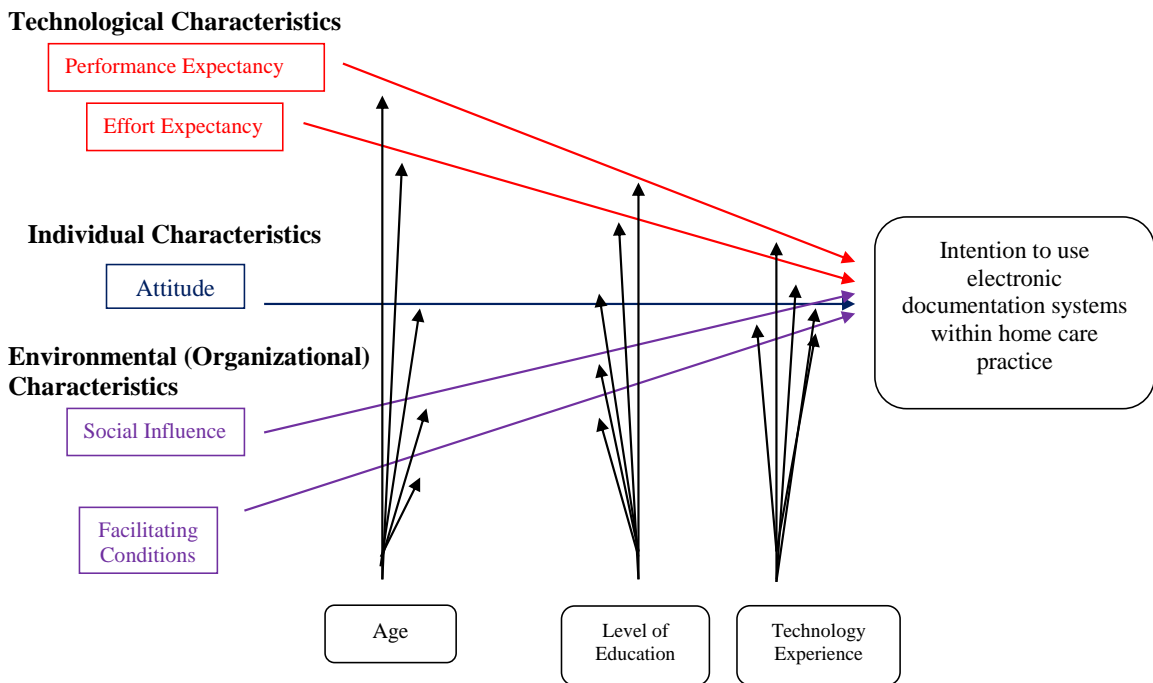 Technological Characteristics
Performance Expectancy
Effort Expectancy
Individual Characteristics
Attitude
Environmental (Organizational)
Characteristics
Social Influence
Facilitating
Conditions
Intention to use
electronic
documentation systems
within home care
practice
Age
Level of
Education
Technology
Experience